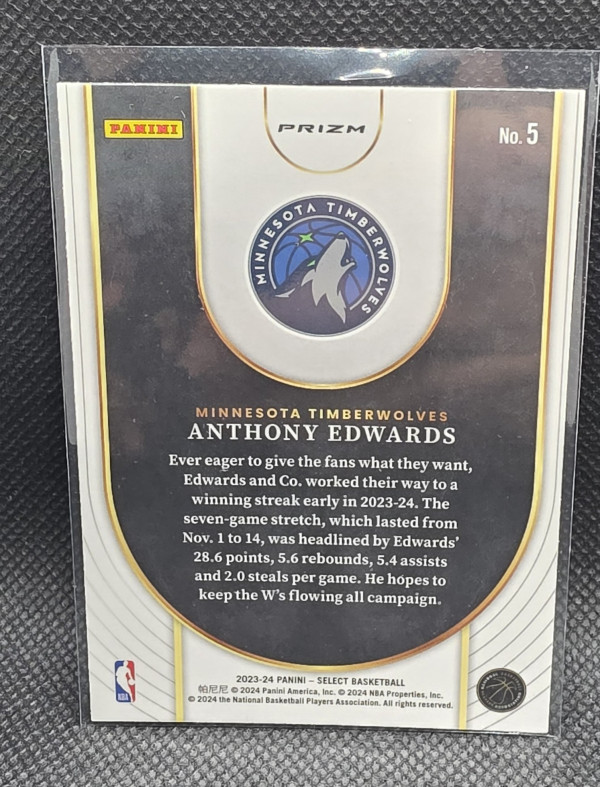 PANINI
PRIZM
No. 5
MINNESOTA TIMBERWOLVES
MINNESOTA TIMBERWOLVES
ANTHONY EDWARDS
Ever eager to give the fans what they want,
Edwards and Co. worked their way to a
winning streak early in 2023-24. The
seven-game stretch, which lasted from
Nov. 1 to 14, was headlined by Edwards'
28.6 points, 5.6 rebounds, 5.4 assists
and 2.0 steals per game. He hopes to
keep the W's flowing all campaign.
2023-24 PANINI – SELECT BASKETBALL
帕尼尼 © 2024 Panini America, Inc. © 2024 NBA Properties, Inc.
© 2024 the National Basketball Players Association. All rights reserved.
NBA